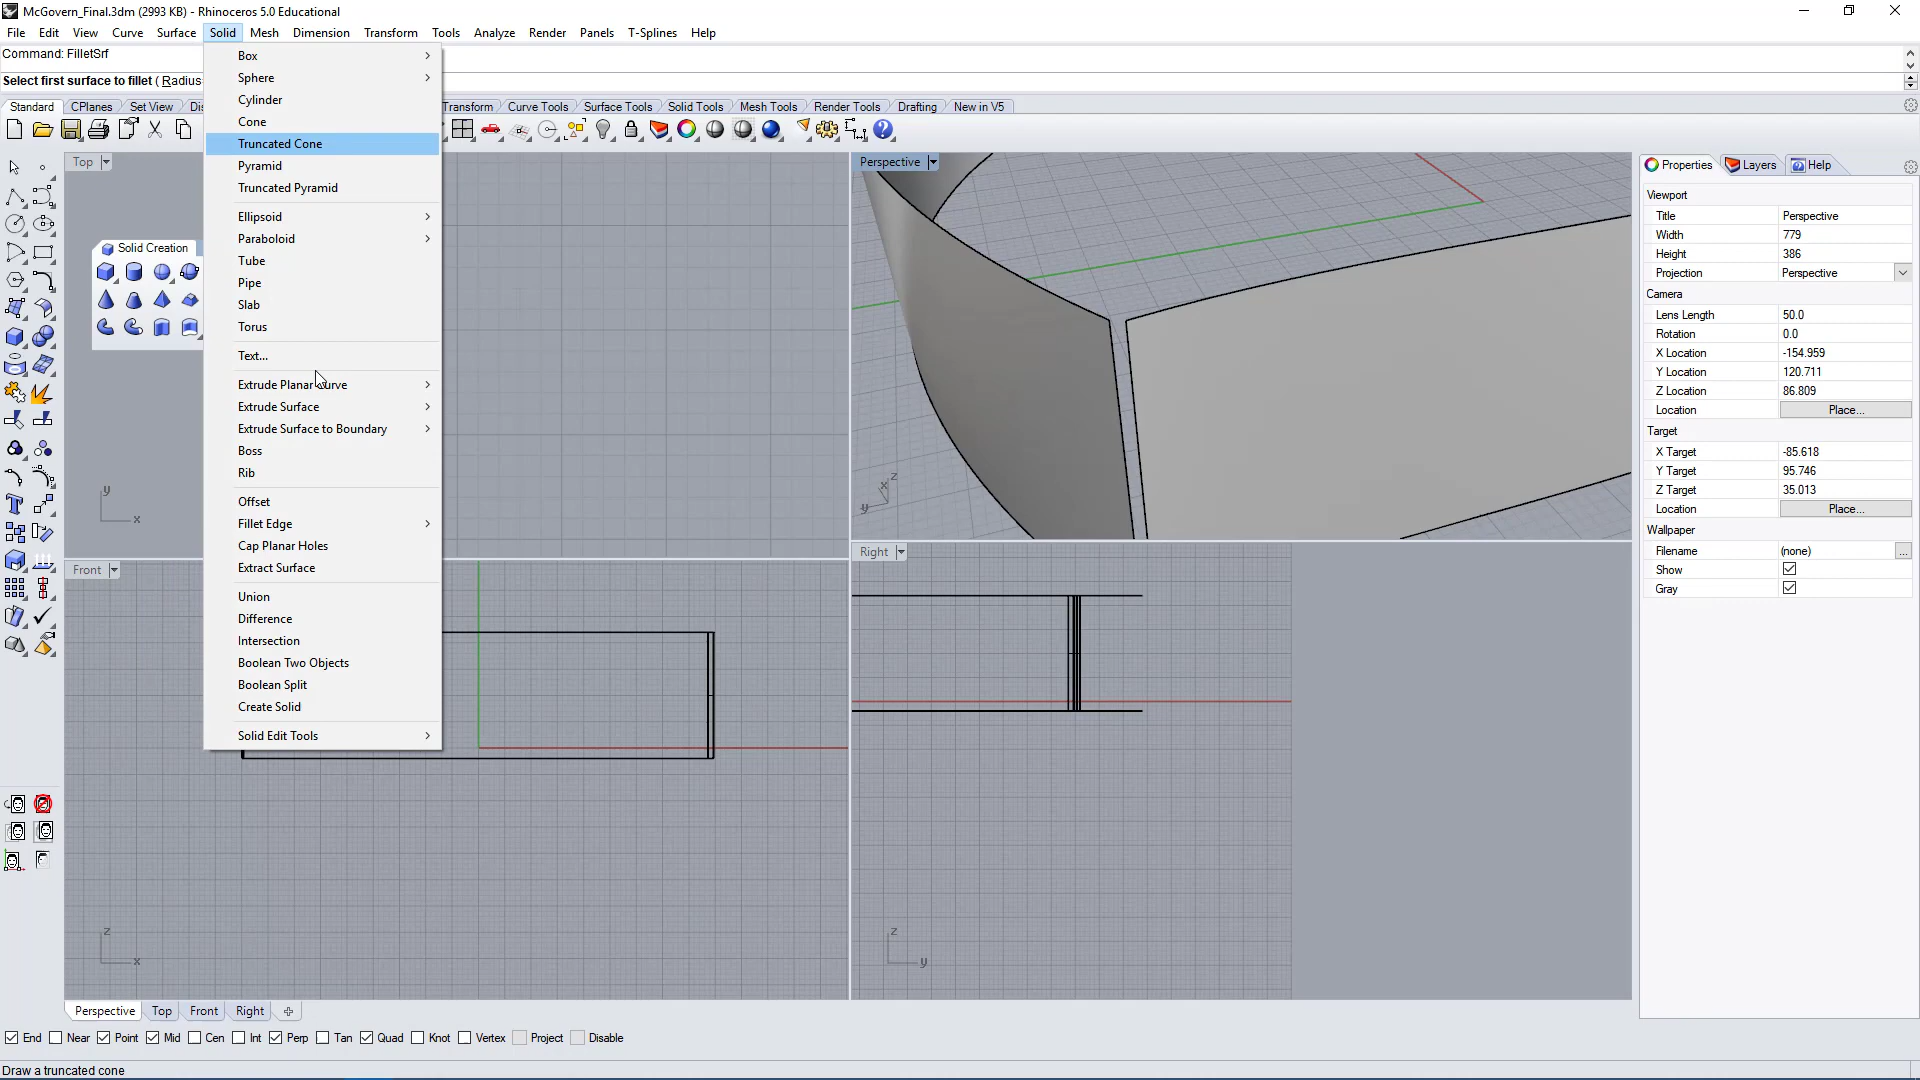 McGovern_Final.3dm (2993 KB) - Rhinoceros 5.0 Educational
File Edit View Curve Surface Solid Mesh Dimension Transform Tools Analyze Render Panels T-Splines Help
Command: FilletSrf
Select first surface to fillet ( Radius
Standard CPlanes Set View Transform Curve Tools Surface Tools Solid Tools Mesh Tools Render Tools Drafting New in V5
Box
Sphere
Cylinder
Cone
Truncated Cone
Pyramid
Truncated Pyramid
Ellipsoid
Paraboloid
Tube
Pipe
Slab
Torus
Text...
Extrude Planar Curve
Extrude Surface
Extrude Surface to Boundary
Boss
Rib
Offset
Fillet Edge
Cap Planar Holes
Extract Surface
Union
Difference
Intersection
Boolean Two Objects
Boolean Split
Create Solid
Solid Edit Tools
Top
Solid Creation
y
x
Perspective
z
x
y
Front
z
x
Right
z
y
Properties Layers Help
Viewport
Title Perspective
Width 779
Height 386
Projection Perspective
Camera
Lens Length 50.0
Rotation 0.0
X Location -154.959
Y Location 120.711
Z Location 86.809
Location Place...
Target
X Target -85.618
Y Target 95.746
Z Target 35.013
Location Place...
Wallpaper
Filename (none) ...
Show
Gray
Perspective Top Front Right
End Near Point Mid Cen Int Perp Tan Quad Knot Vertex Project Disable
Draw a truncated cone